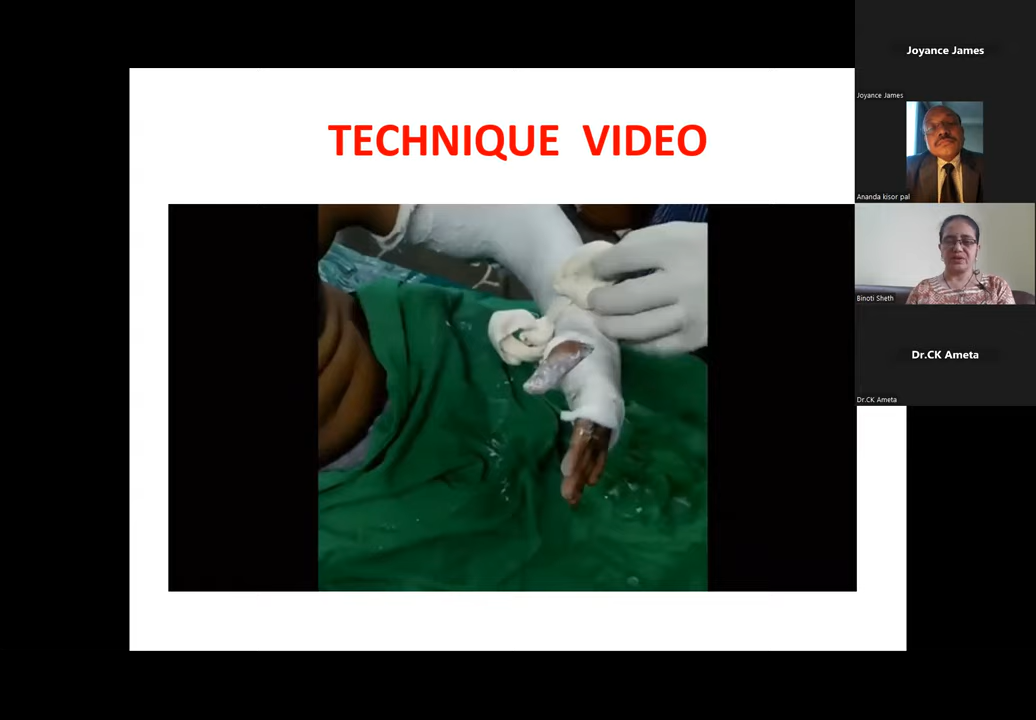 TECHNIQUE VIDEO
Joyance James
Joyance James
Ananda kisor pal
Binoti Sheth
Dr.CK Ameta
Dr.CK Ameta